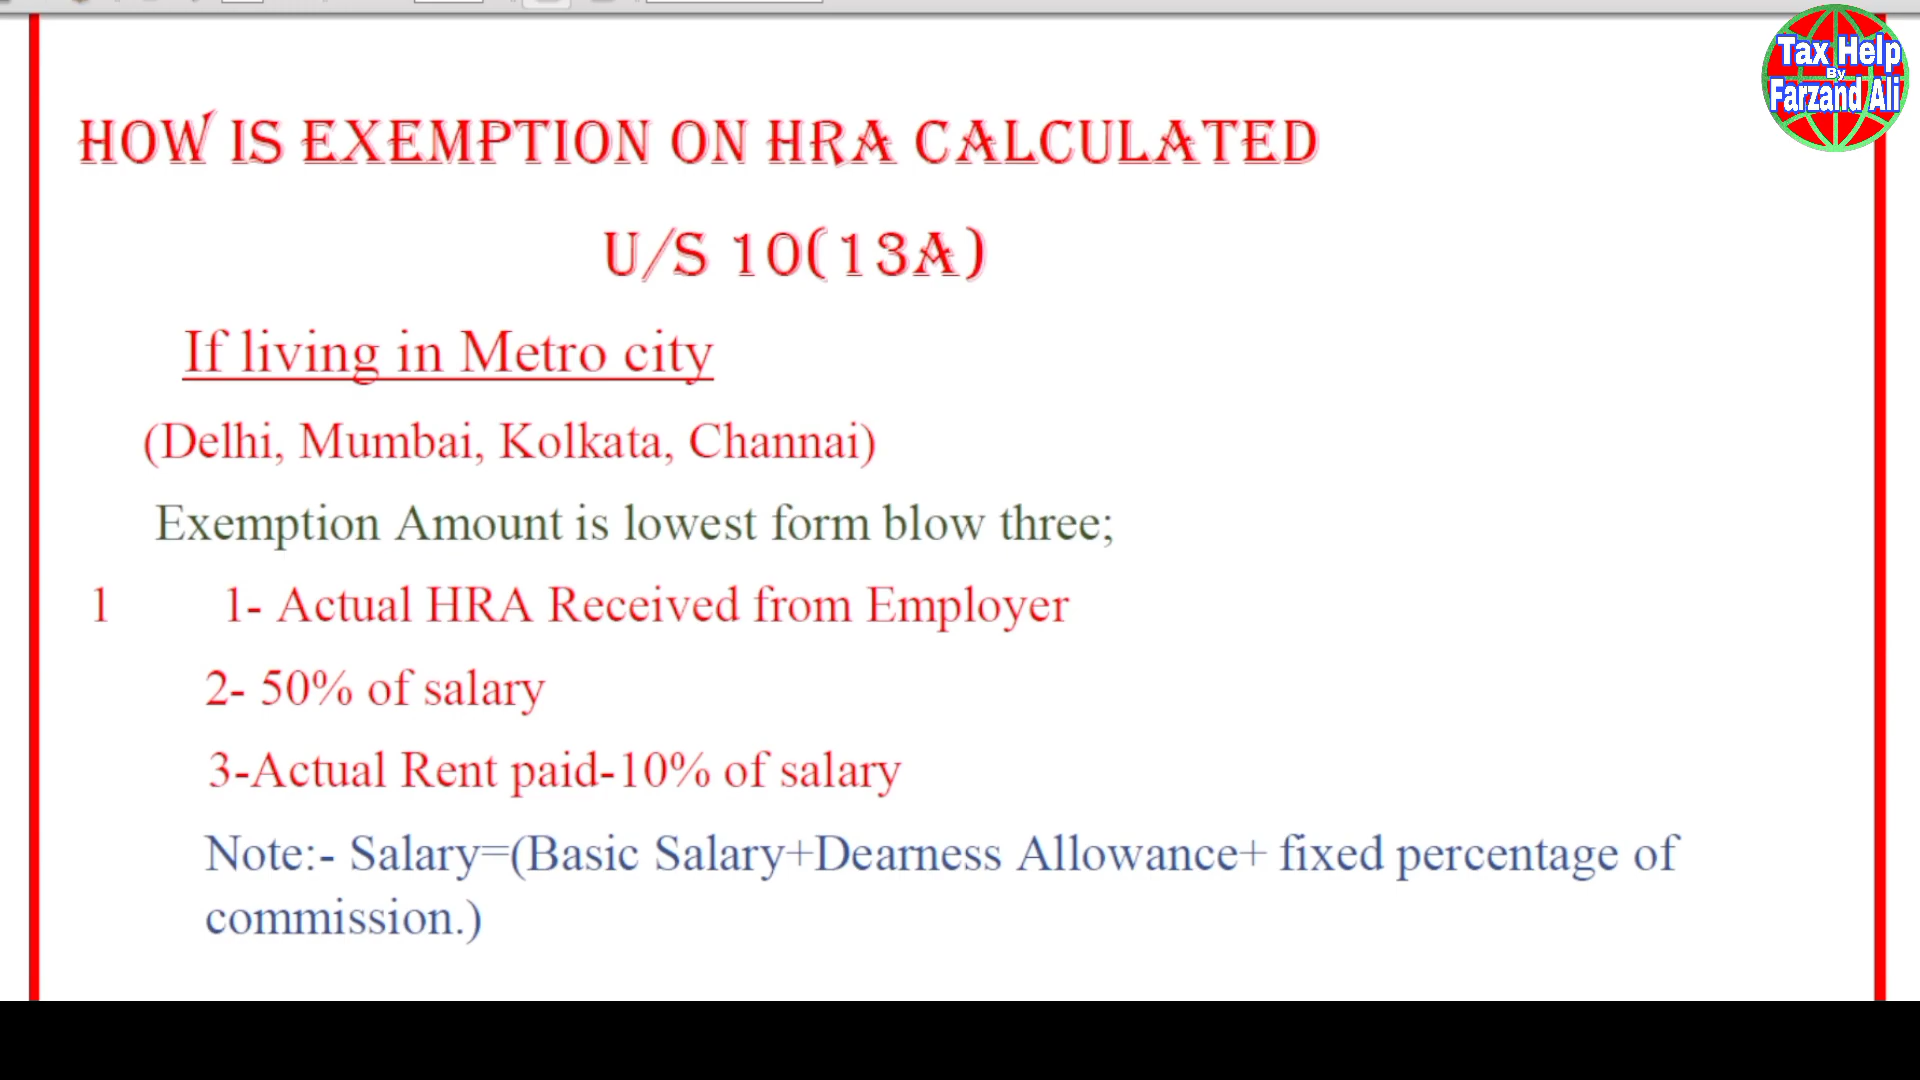 Tax Help
By
Farzand Ali
HOW IS EXEMPTION ON HRA CALCULATED
U/S 10(13A)
If living in Metro city
(Delhi, Mumbai, Kolkata, Channai)
Exemption Amount is lowest form blow three;
1 1- Actual HRA Received from Employer
2- 50% of salary
3-Actual Rent paid-10% of salary
Note:- Salary=(Basic Salary+Dearness Allowance+ fixed percentage of
commission.)